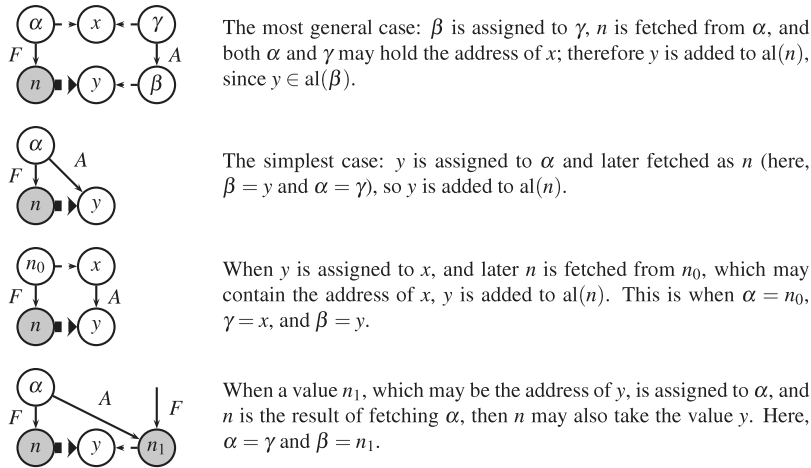 α x γ
F A
n y β
The most general case: β is assigned to γ, n is fetched from α, and
both α and γ may hold the address of x; therefore y is added to al(n),
since y ∈ al(β).
α
F A
n y
The simplest case: y is assigned to α and later fetched as n (here,
β = y and α = γ), so y is added to al(n).
n₀ x
F A
n y
When y is assigned to x, and later n is fetched from n₀, which may
contain the address of x, y is added to al(n). This is when α = n₀,
γ = x, and β = y.
α A
F F
n y n₁
When a value n₁, which may be the address of y, is assigned to α, and
n is the result of fetching α, then n may also take the value y. Here,
α = γ and β = n₁.